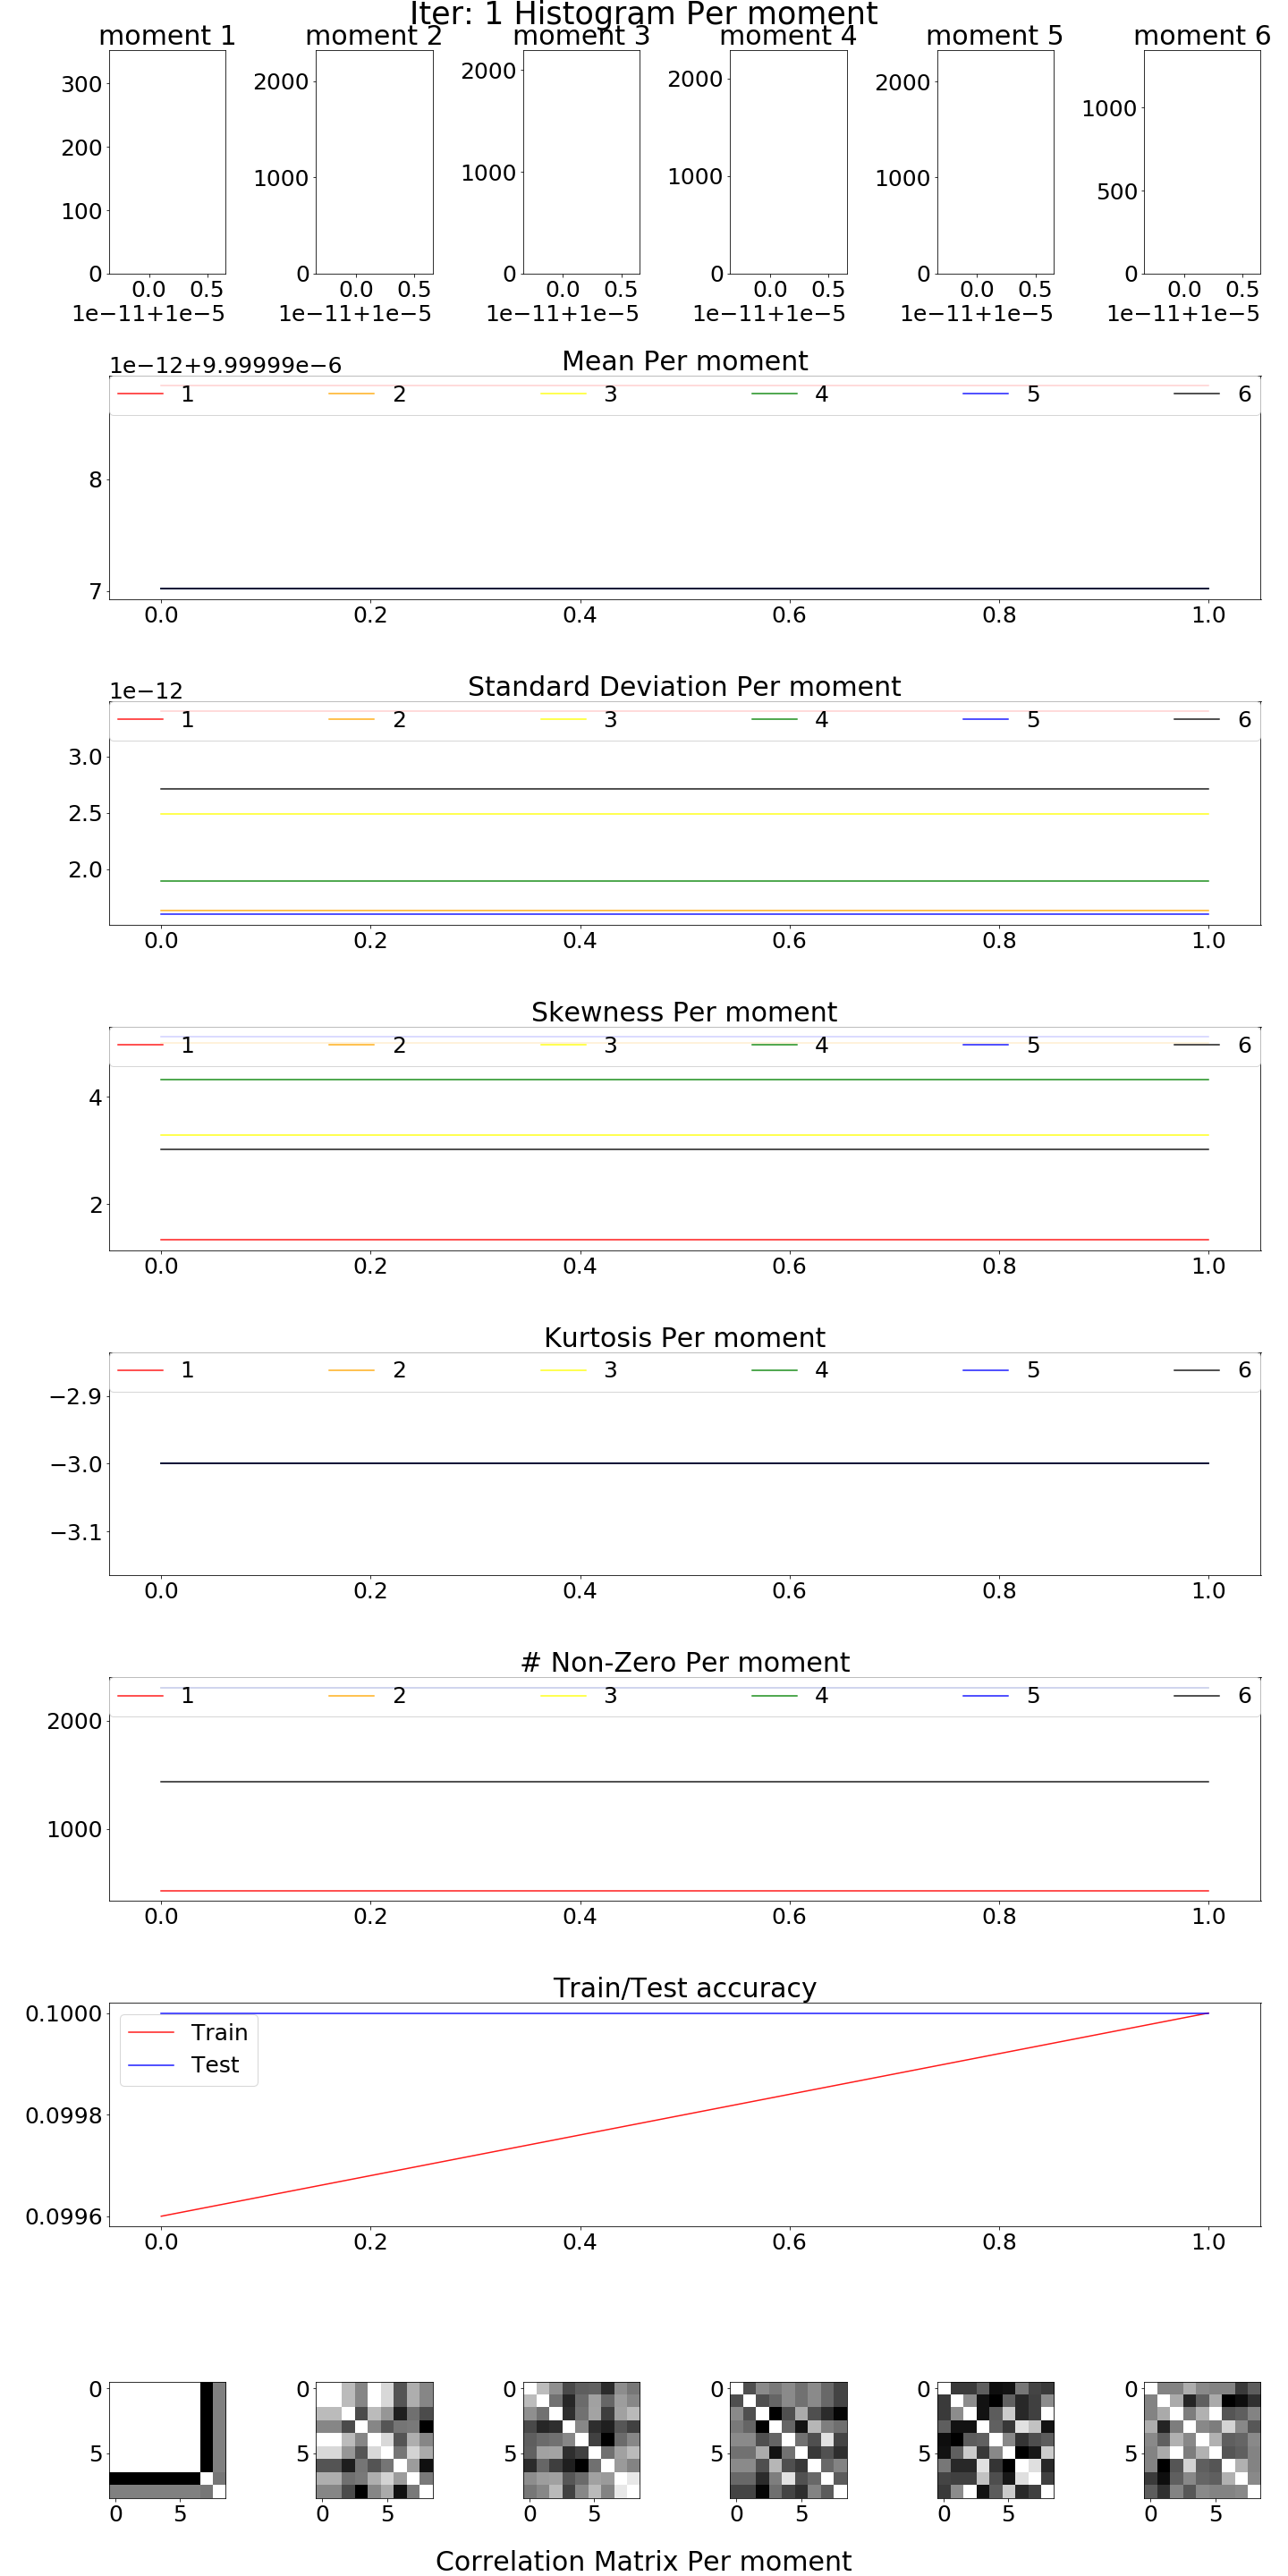 Iter: 1 Histogram Per moment
moment 1 moment 2 moment 3 moment 4 moment 5 moment 6
300 200 100 0
2000 1000 0
2000 1000 0
2000 1000 0
2000 1000 0
1000 500 0
0.0 0.5 0.0 0.5 0.0 0.5 0.0 0.5 0.0 0.5 0.0 0.5
1e−11+1e−5 1e−11+1e−5 1e−11+1e−5 1e−11+1e−5 1e−11+1e−5 1e−11+1e−5
Mean Per moment
1e−12+9.99999e−6
1 2 3 4 5 6
8
7
0.0 0.2 0.4 0.6 0.8 1.0
Standard Deviation Per moment
1e−12
1 2 3 4 5 6
3.0
2.5
2.0
0.0 0.2 0.4 0.6 0.8 1.0
Skewness Per moment
1 2 3 4 5 6
4
2
0.0 0.2 0.4 0.6 0.8 1.0
Kurtosis Per moment
1 2 3 4 5 6
−2.9
−3.0
−3.1
0.0 0.2 0.4 0.6 0.8 1.0
# Non-Zero Per moment
1 2 3 4 5 6
2000
1000
0.0 0.2 0.4 0.6 0.8 1.0
Train/Test accuracy
0.1000
Train
Test
0.0998
0.0996
0.0 0.2 0.4 0.6 0.8 1.0
0 0 0 0 0 0
5 5 5 5 5 5
0 5 0 5 0 5 0 5 0 5 0 5
Correlation Matrix Per moment